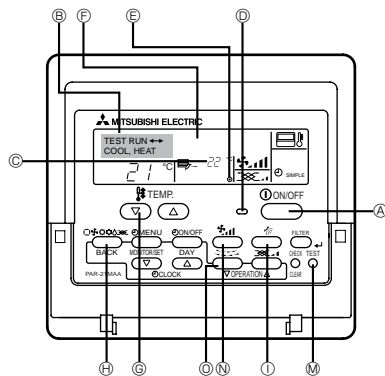 Ⓑ Ⓕ Ⓔ Ⓓ
MITSUBISHI ELECTRIC
TEST RUN ↔
COOL, HEAT
Ⓒ
21 °C 22 °C
SIMPLE
TEMP.
ON/OFF
Ⓐ
MENU ON/OFF FILTER
BACK MONITOR/SET DAY CHECK TEST
PAR-21MAA CLOCK ▽ OPERATION △ CLEAR
Ⓗ Ⓖ Ⓞ Ⓝ Ⓘ Ⓜ